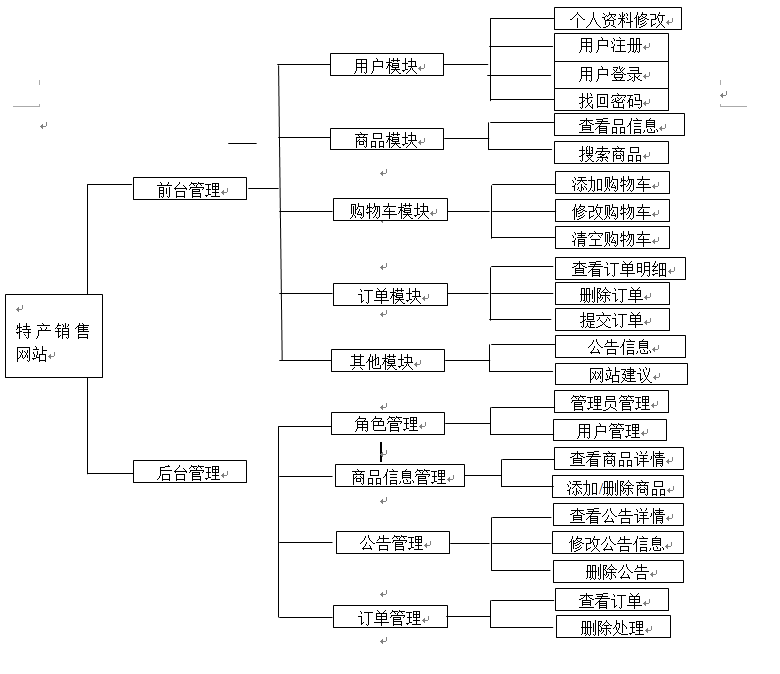 特产销售
网站
前台管理
用户模块
个人资料修改
用户注册
用户登录
找回密码
商品模块
查看品信息
搜索商品
购物车模块
添加购物车
修改购物车
清空购物车
订单模块
查看订单明细
删除订单
提交订单
其他模块
公告信息
网站建议
后台管理
角色管理
管理员管理
用户管理
商品信息管理
查看商品详情
添加/删除商品
公告管理
查看公告详情
修改公告信息
删除公告
订单管理
查看订单
删除处理